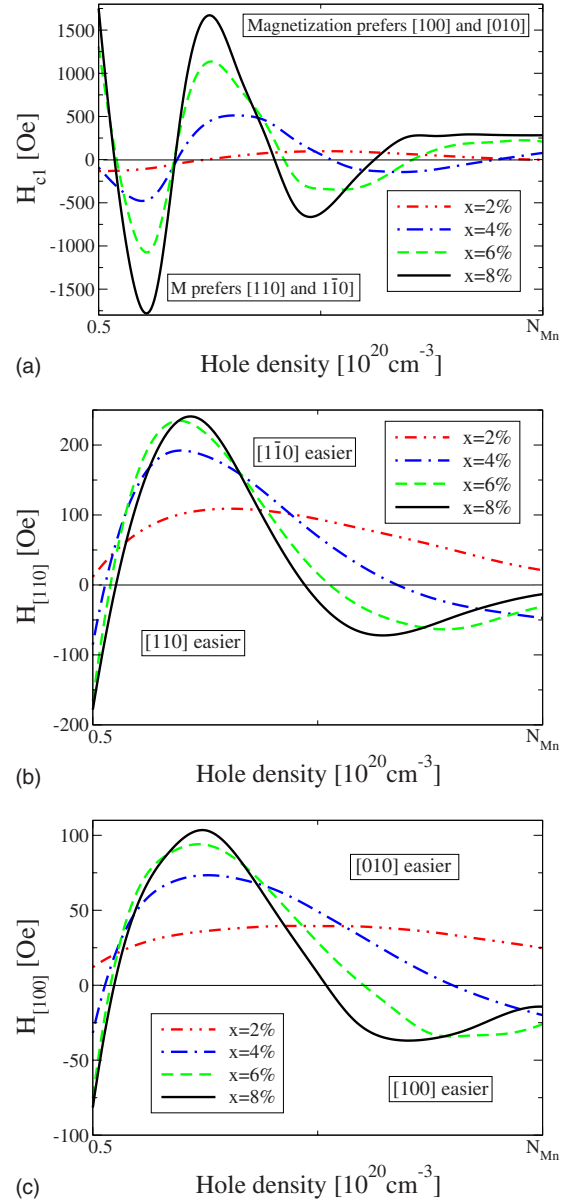 1500
1000
500
0
-500
-1000
-1500
H_c1 [Oe]
Magnetization prefers [100] and [010]
M prefers [110] and 11̄0]
x=2%
x=4%
x=6%
x=8%
0.5
N_Mn
(a)
Hole density [10^20 cm^-3]
200
100
0
-100
-200
H_[110] [Oe]
[11̄0] easier
[110] easier
x=2%
x=4%
x=6%
x=8%
0.5
N_Mn
(b)
Hole density [10^20 cm^-3]
100
50
0
-50
-100
H_[100] [Oe]
[010] easier
[100] easier
x=2%
x=4%
x=6%
x=8%
0.5
N_Mn
(c)
Hole density [10^20 cm^-3]